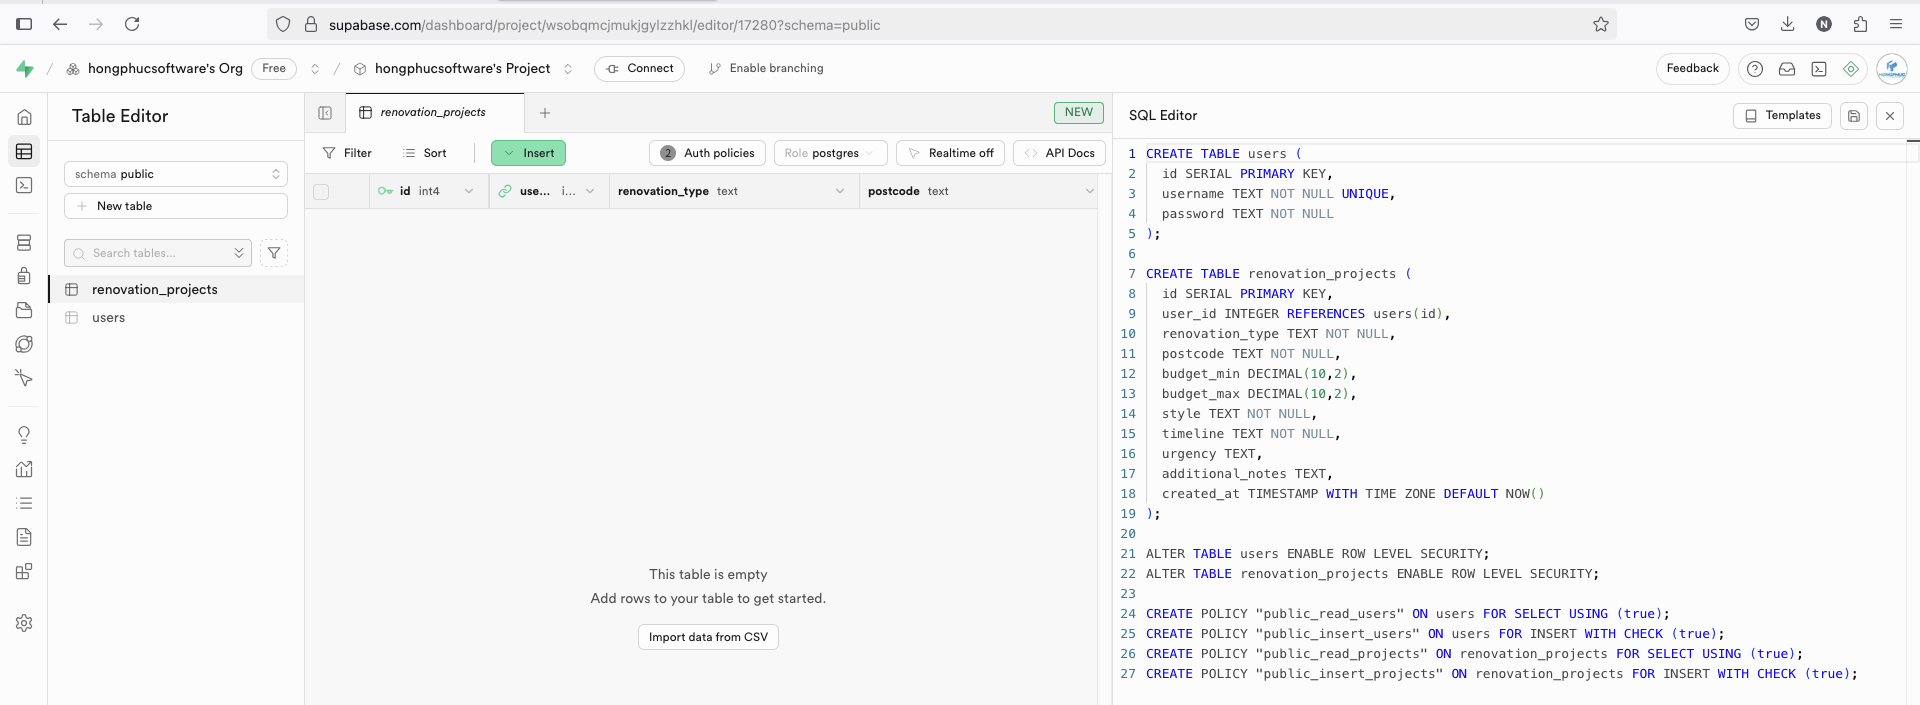 supabase.com/dashboard/project/wsobqmcjmukjgylzzhkl/editor/17280?schema=public
N
/ hongphucsoftware's Org Free / hongphucsoftware's Project Connect Enable branching Feedback
Table Editor
renovation_projects
NEW
SQL Editor
Templates
Filter Sort Insert 2 Auth policies Role postgres Realtime off API Docs
schema public
New table
Search tables...
renovation_projects
users
id int4 use... i... renovation_type text postcode text
This table is empty
Add rows to your table to get started.
Import data from CSV
1 CREATE TABLE users (
2 id SERIAL PRIMARY KEY,
3 username TEXT NOT NULL UNIQUE,
4 password TEXT NOT NULL
5 );
6
7 CREATE TABLE renovation_projects (
8 id SERIAL PRIMARY KEY,
9 user_id INTEGER REFERENCES users(id),
10 renovation_type TEXT NOT NULL,
11 postcode TEXT NOT NULL,
12 budget_min DECIMAL(10,2),
13 budget_max DECIMAL(10,2),
14 style TEXT NOT NULL,
15 timeline TEXT NOT NULL,
16 urgency TEXT,
17 additional_notes TEXT,
18 created_at TIMESTAMP WITH TIME ZONE DEFAULT NOW()
19 );
20
21 ALTER TABLE users ENABLE ROW LEVEL SECURITY;
22 ALTER TABLE renovation_projects ENABLE ROW LEVEL SECURITY;
23
24 CREATE POLICY "public_read_users" ON users FOR SELECT USING (true);
25 CREATE POLICY "public_insert_users" ON users FOR INSERT WITH CHECK (true);
26 CREATE POLICY "public_read_projects" ON renovation_projects FOR SELECT USING (true);
27 CREATE POLICY "public_insert_projects" ON renovation_projects FOR INSERT WITH CHECK (true);